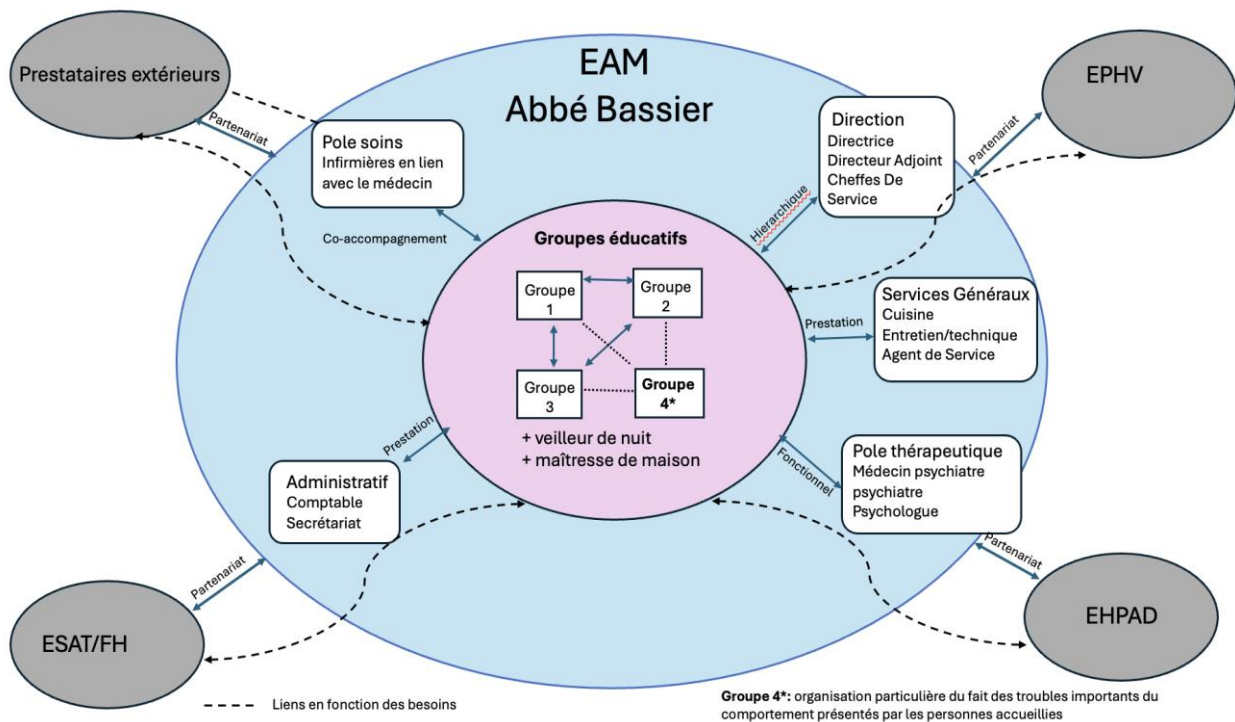 EAM
Abbé Bassier
Prestataires extérieurs
Partenariat
EPHV
Partenariat
Pole soins
Infirmières en lien
avec le médecin
Co-accompagnement
Direction
Directrice
Directeur Adjoint
Cheffes De
Service
Hierarchique
Groupes éducatifs
Groupe
1
Groupe
2
Groupe
3
Groupe
4*
+ veilleur de nuit
+ maîtresse de maison
Services Généraux
Cuisine
Entretien/technique
Agent de Service
Prestation
Prestation
Administratif
Comptable
Secrétariat
Fonctionnel
Pole thérapeutique
Médecin psychiatre
psychiatre
Psychologue
Partenariat
ESAT/FH
Partenariat
EHPAD
Liens en fonction des besoins
Groupe 4*: organisation particulière du fait des troubles importants du
comportement présentés par les personnes accueillies